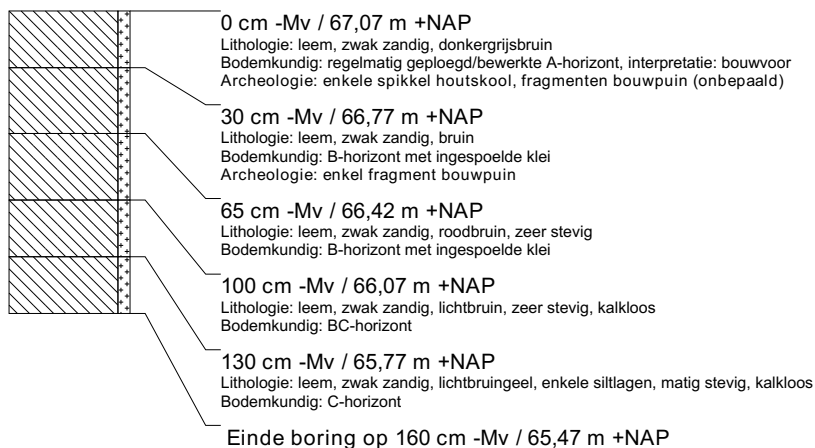 0 cm -Mv / 67,07 m +NAP
Lithologie: leem, zwak zandig, donkergrijsbruin
Bodemkundig: regelmatig geploegd/bewerkte A-horizont, interpretatie: bouwvoor
Archeologie: enkele spikkel houtskool, fragmenten bouwpuin (onbepaald)
30 cm -Mv / 66,77 m +NAP
Lithologie: leem, zwak zandig, bruin
Bodemkundig: B-horizont met ingespoelde klei
Archeologie: enkel fragment bouwpuin
65 cm -Mv / 66,42 m +NAP
Lithologie: leem, zwak zandig, roodbruin, zeer stevig
Bodemkundig: B-horizont met ingespoelde klei
100 cm -Mv / 66,07 m +NAP
Lithologie: leem, zwak zandig, lichtbruin, zeer stevig, kalkloos
Bodemkundig: BC-horizont
130 cm -Mv / 65,77 m +NAP
Lithologie: leem, zwak zandig, lichtbruingeel, enkele siltlagen, matig stevig, kalkloos
Bodemkundig: C-horizont
Einde boring op 160 cm -Mv / 65,47 m +NAP